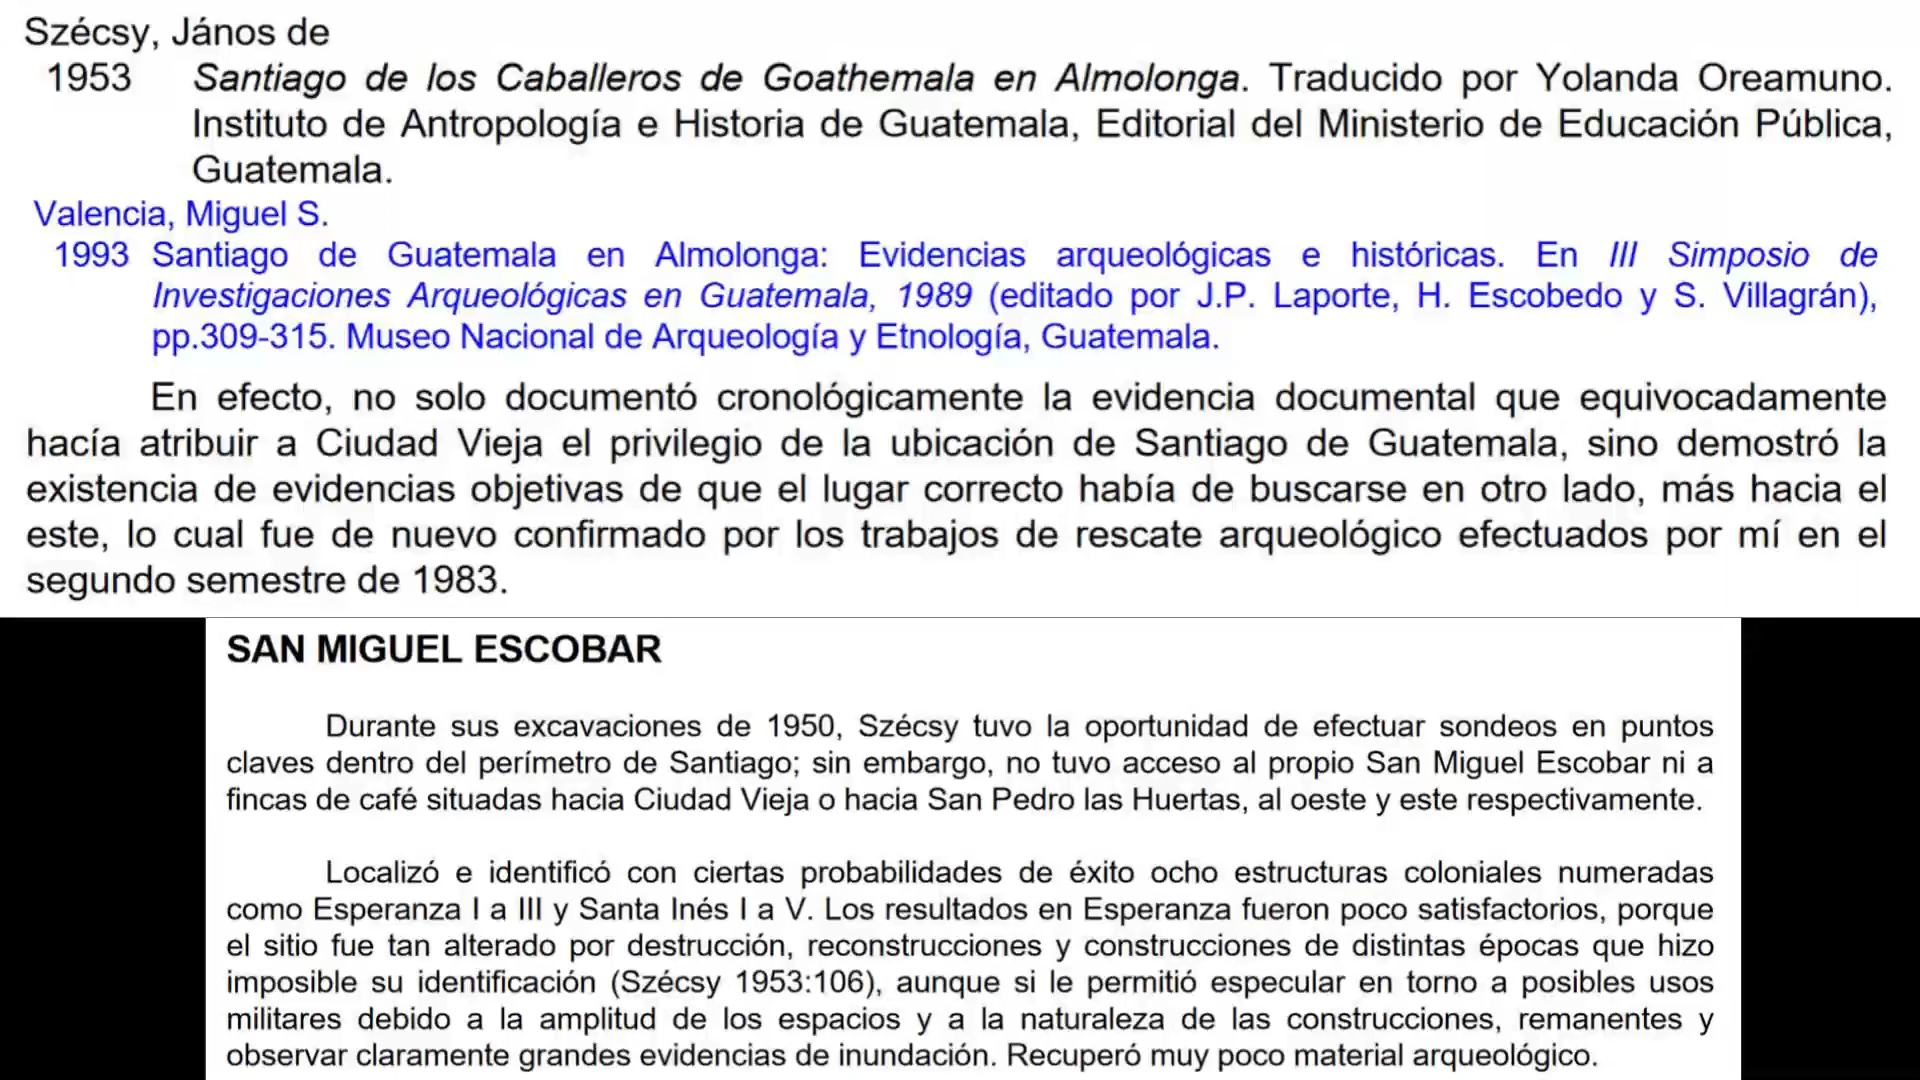 Szécsy, János de
1953 Santiago de los Caballeros de Goathemala en Almolonga. Traducido por Yolanda Oreamuno.
Instituto de Antropología e Historia de Guatemala, Editorial del Ministerio de Educación Pública,
Guatemala.
Valencia, Miguel S.
1993 Santiago de Guatemala en Almolonga: Evidencias arqueológicas e históricas. En III Simposio de
Investigaciones Arqueológicas en Guatemala, 1989 (editado por J.P. Laporte, H. Escobedo y S. Villagrán),
pp.309-315. Museo Nacional de Arqueología y Etnología, Guatemala.
En efecto, no solo documentó cronológicamente la evidencia documental que equivocadamente
hacía atribuir a Ciudad Vieja el privilegio de la ubicación de Santiago de Guatemala, sino demostró la
existencia de evidencias objetivas de que el lugar correcto había de buscarse en otro lado, más hacia el
este, lo cual fue de nuevo confirmado por los trabajos de rescate arqueológico efectuados por mí en el
segundo semestre de 1983.
SAN MIGUEL ESCOBAR
Durante sus excavaciones de 1950, Szécsy tuvo la oportunidad de efectuar sondeos en puntos
claves dentro del perímetro de Santiago; sin embargo, no tuvo acceso al propio San Miguel Escobar ni a
fincas de café situadas hacia Ciudad Vieja o hacia San Pedro las Huertas, al oeste y este respectivamente.
Localizó e identificó con ciertas probabilidades de éxito ocho estructuras coloniales numeradas
como Esperanza I a III y Santa Inés I a V. Los resultados en Esperanza fueron poco satisfactorios, porque
el sitio fue tan alterado por destrucción, reconstrucciones y construcciones de distintas épocas que hizo
imposible su identificación (Szécsy 1953:106), aunque si le permitió especular en torno a posibles usos
militares debido a la amplitud de los espacios y a la naturaleza de las construcciones, remanentes y
observar claramente grandes evidencias de inundación. Recuperó muy poco material arqueológico.